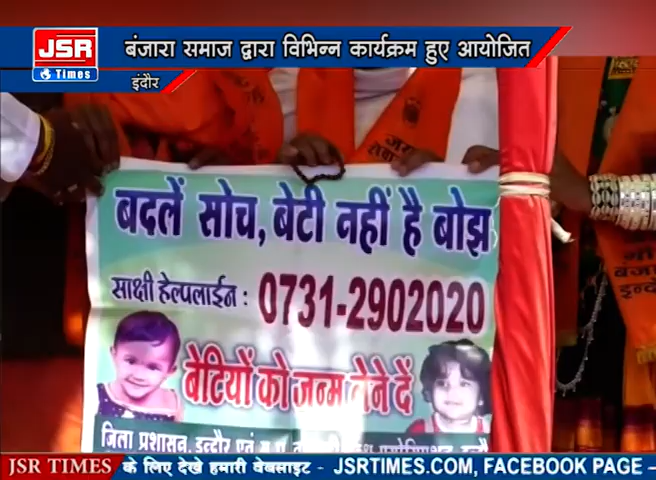 JSR
Times
बंजारा समाज द्वारा विभिन्न कार्यक्रम हुए आयोजित
इंदौर
बदलें सोच, बेटी नहीं है बोझ
साक्षी हेल्पलाईन : 0731-2902020
बेटियों को जन्म लेने दें
जिला प्रशासन, इन्दौर एवं म.प्र.
JSR TIMES के लिए देखे हमारी वेबसाइट - JSRTIMES.COM, FACEBOOK PAGE –